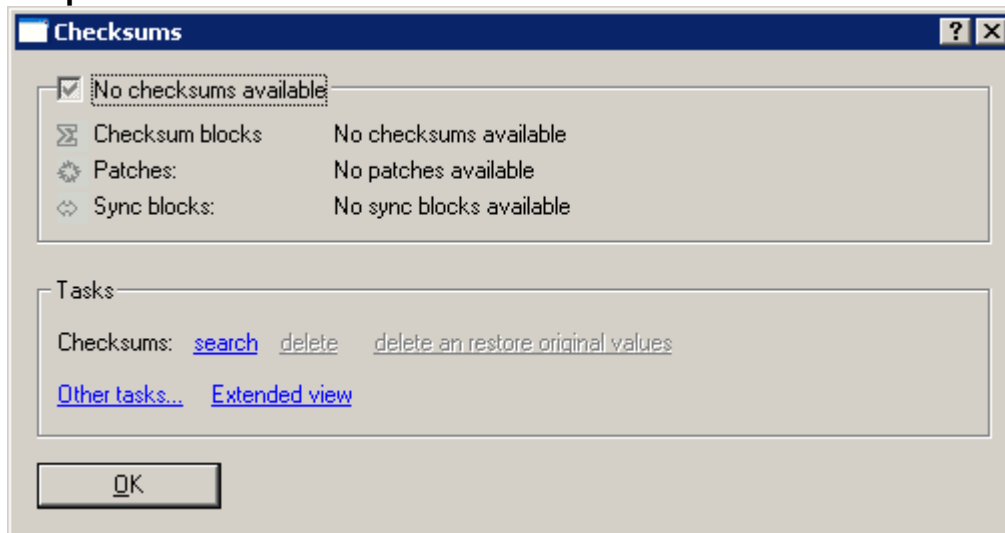 Checksums
No checksums available
Checksum blocks No checksums available
Patches: No patches available
Sync blocks: No sync blocks available
Tasks
Checksums: search delete delete an restore original values
Other tasks... Extended view
OK